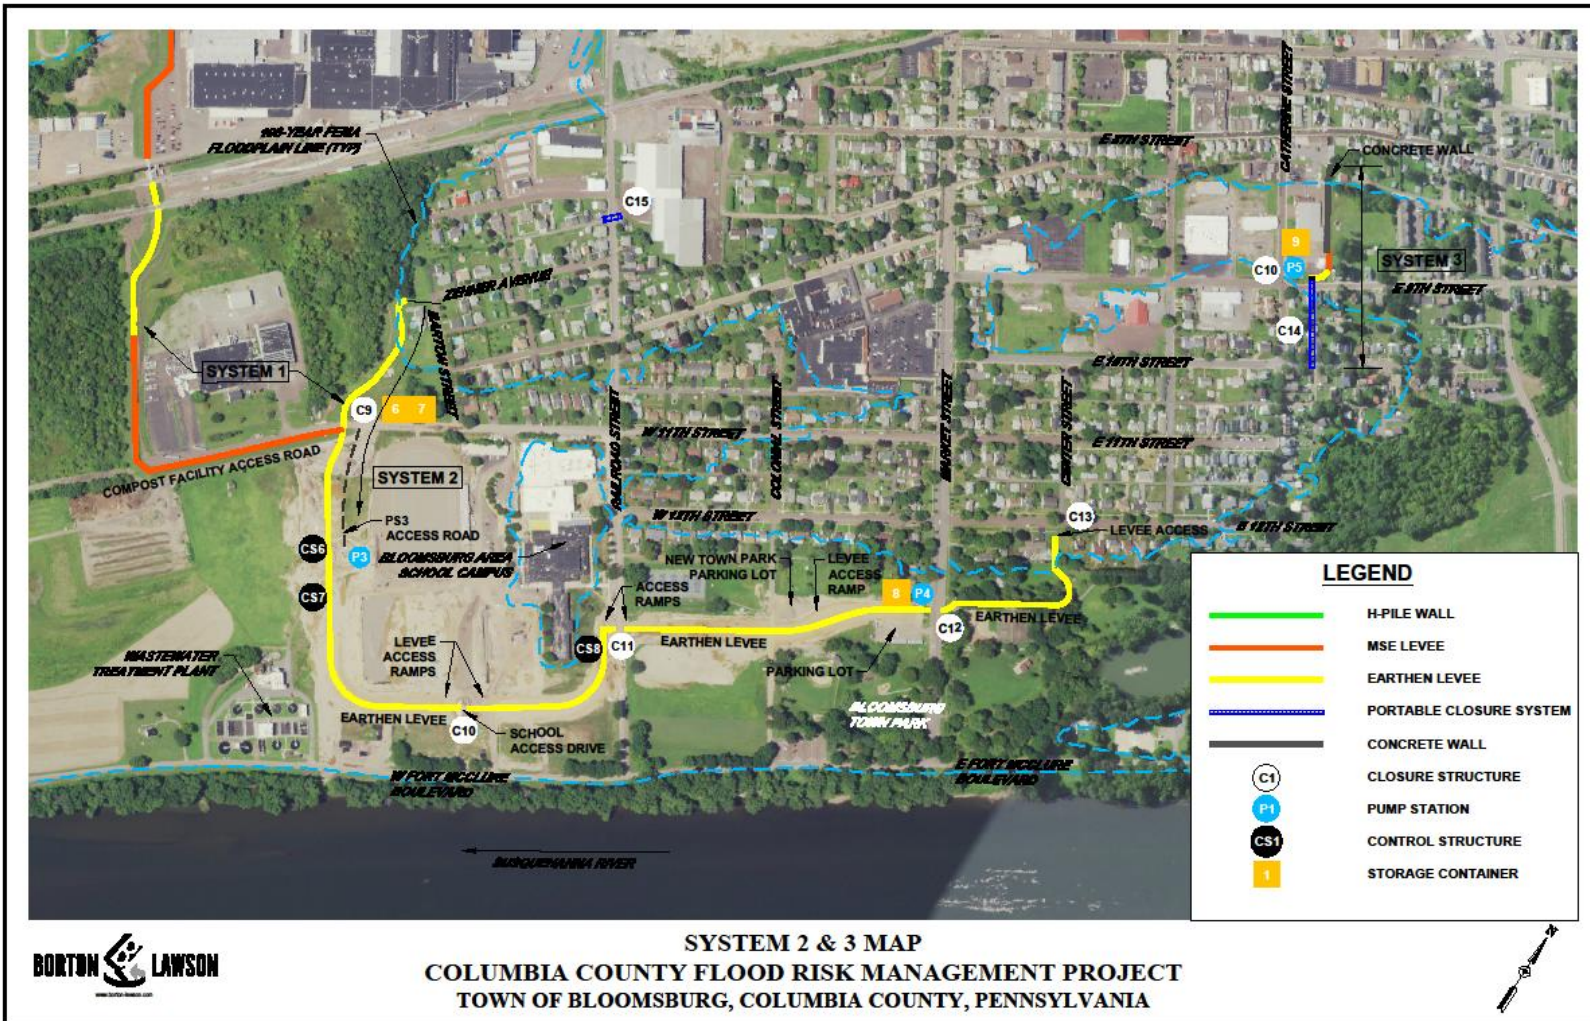 100-YEAR FEMA
FLOODPLAIN LINE (TYP)
CATHERINE STREET
E 8TH STREET
CONCRETE WALL
C15
9
C10
P5
SYSTEM 3
E 9TH STREET
ZEHNER AVENUE
BARTON STREET
C14
E 10TH STREET
SYSTEM 1
C9
6
7
RAILROAD STREET
W 11TH STREET
COLONIAL STREET
MARKET STREET
CENTER STREET
E 11TH STREET
COMPOST FACILITY ACCESS ROAD
SYSTEM 2
PS3
ACCESS ROAD
W 12TH STREET
C13
LEVEE ACCESS
E 12TH STREET
CS6
P3
BLOOMSBURG AREA
SCHOOL CAMPUS
NEW TOWN PARK
PARKING LOT
LEVEE
ACCESS
RAMP
CS7
ACCESS
RAMPS
8
P4
EARTHEN LEVEE
C12
EARTHEN LEVEE
CS8
C11
LEVEE
ACCESS
RAMPS
WASTEWATER
TREATMENT PLANT
PARKING LOT
BLOOMSBURG
TOWN PARK
EARTHEN LEVEE
C10
SCHOOL
ACCESS DRIVE
W FORT MCCLURE
BOULEVARD
E FORT MCCLURE
BOULEVARD
SUSQUEHANNA RIVER
LEGEND
H-PILE WALL
MSE LEVEE
EARTHEN LEVEE
PORTABLE CLOSURE SYSTEM
CONCRETE WALL
C1 CLOSURE STRUCTURE
P1 PUMP STATION
CS1 CONTROL STRUCTURE
1 STORAGE CONTAINER
BORTON LAWSON
www.borton-lawson.com
SYSTEM 2 & 3 MAP
COLUMBIA COUNTY FLOOD RISK MANAGEMENT PROJECT
TOWN OF BLOOMSBURG, COLUMBIA COUNTY, PENNSYLVANIA